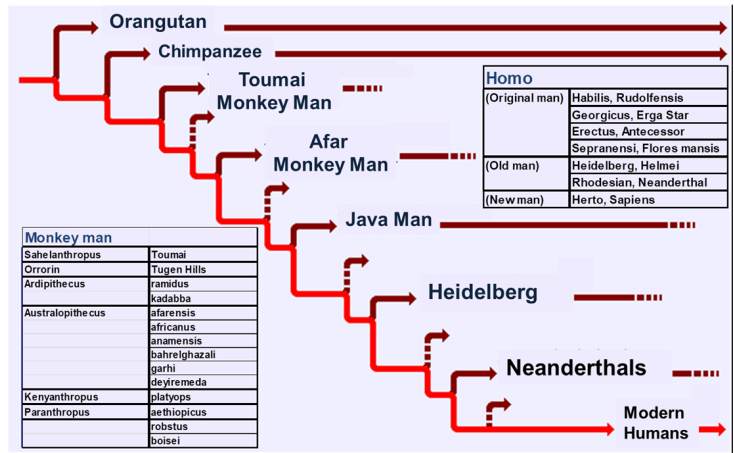 Orangutan
Chimpanzee
Toumai
Monkey Man
Afar
Monkey Man
Java Man
Heidelberg
Neanderthals
Modern
Humans
Homo
(Original man) Habilis, Rudolfensis
Georgicus, Erga Star
Erectus, Antecessor
Sepranensi, Flores mansis
(Old man) Heidelberg, Helmei
Rhodesian, Neanderthal
(New man) Herto, Sapiens
Monkey man
Sahelanthropus Toumai
Orrorin Tugen Hills
Ardipithecus ramidus
kadabba
Australopithecus afarensis
africanus
anamensis
bahrelghazali
garhi
deyiremeda
Kenyanthropus platyops
Paranthropus aethiopicus
robstus
boisei